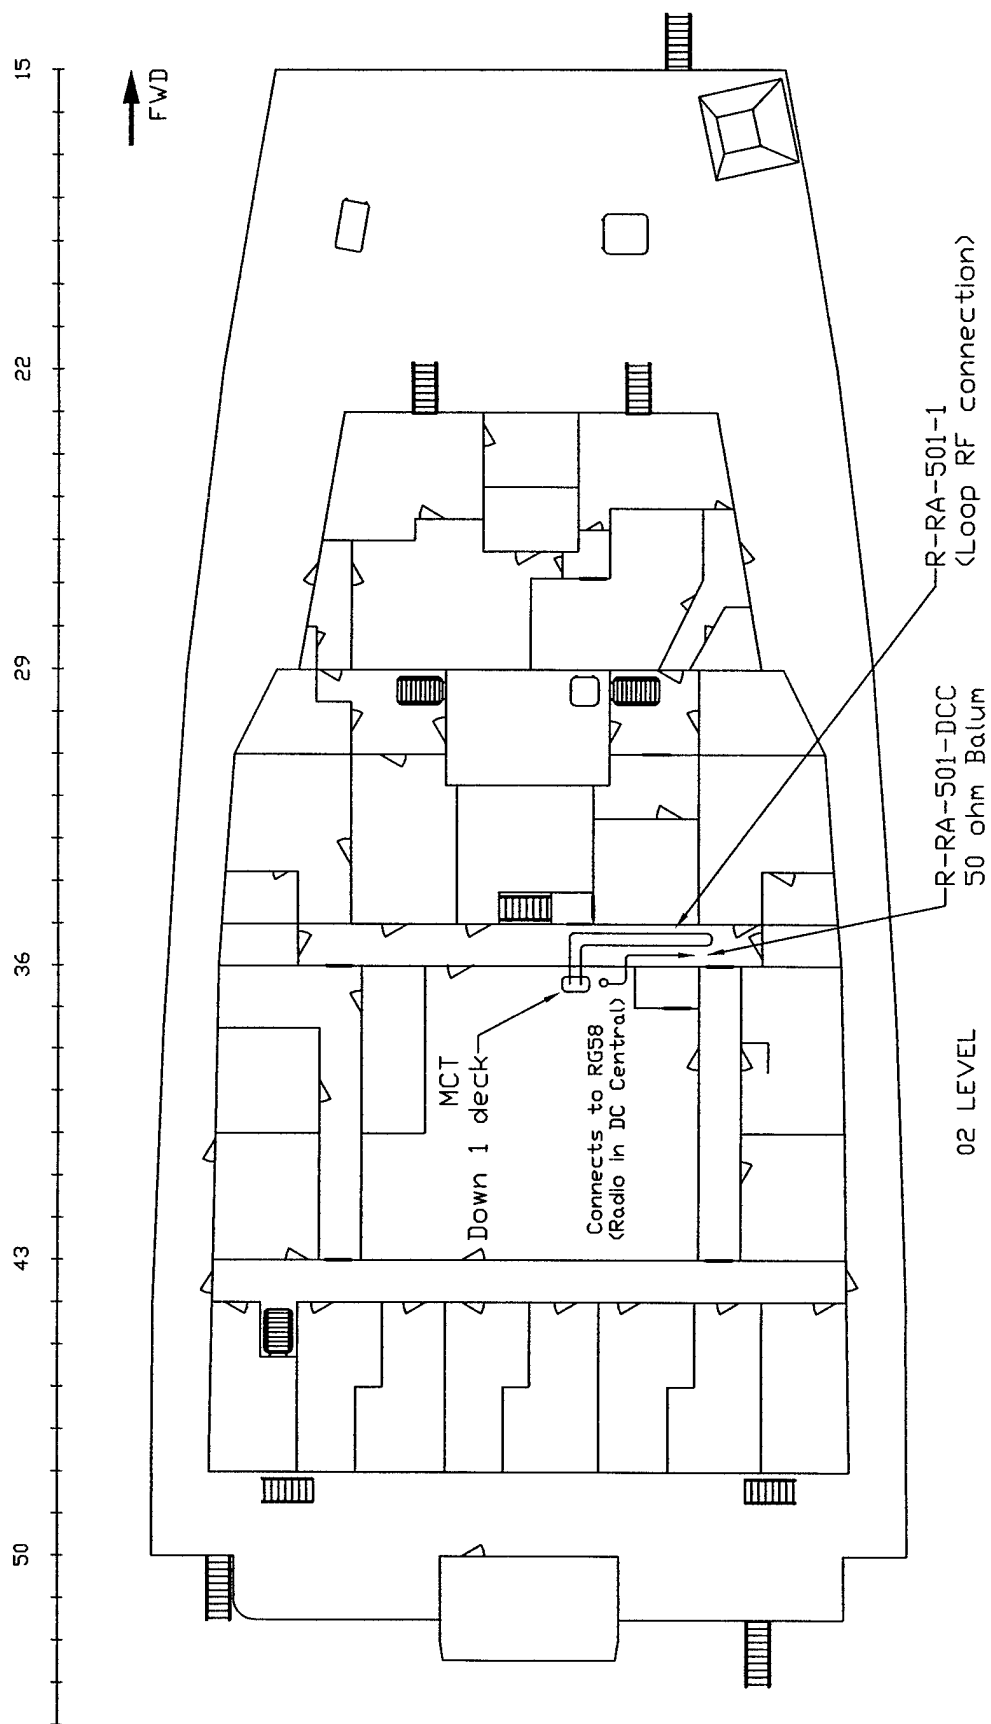 15
22
29
36
43
50
FWD
R-RA-501-1
(Loop RF connection)
R-RA-501-DCC
50 ohm Balum
MCT
Down 1 deck
Connects to RG58
(Radio in DC Central)
02 LEVEL